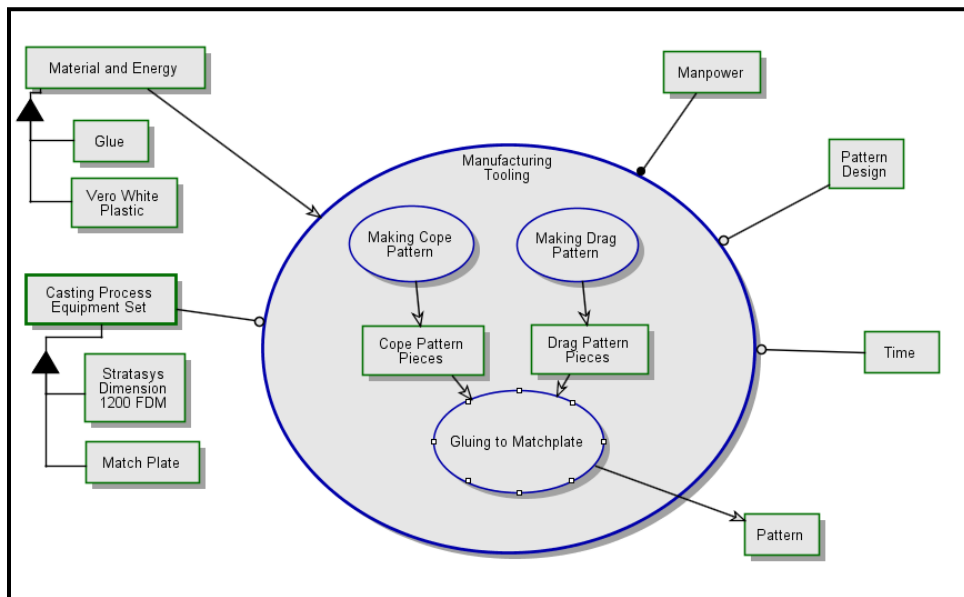 Material and Energy
Glue
Vero White
Plastic
Casting Process
Equipment Set
Stratasys
Dimension
1200 FDM
Match Plate
Manufacturing
Tooling
Making Cope
Pattern
Making Drag
Pattern
Cope Pattern
Pieces
Drag Pattern
Pieces
Gluing to Matchplate
Manpower
Pattern
Design
Time
Pattern